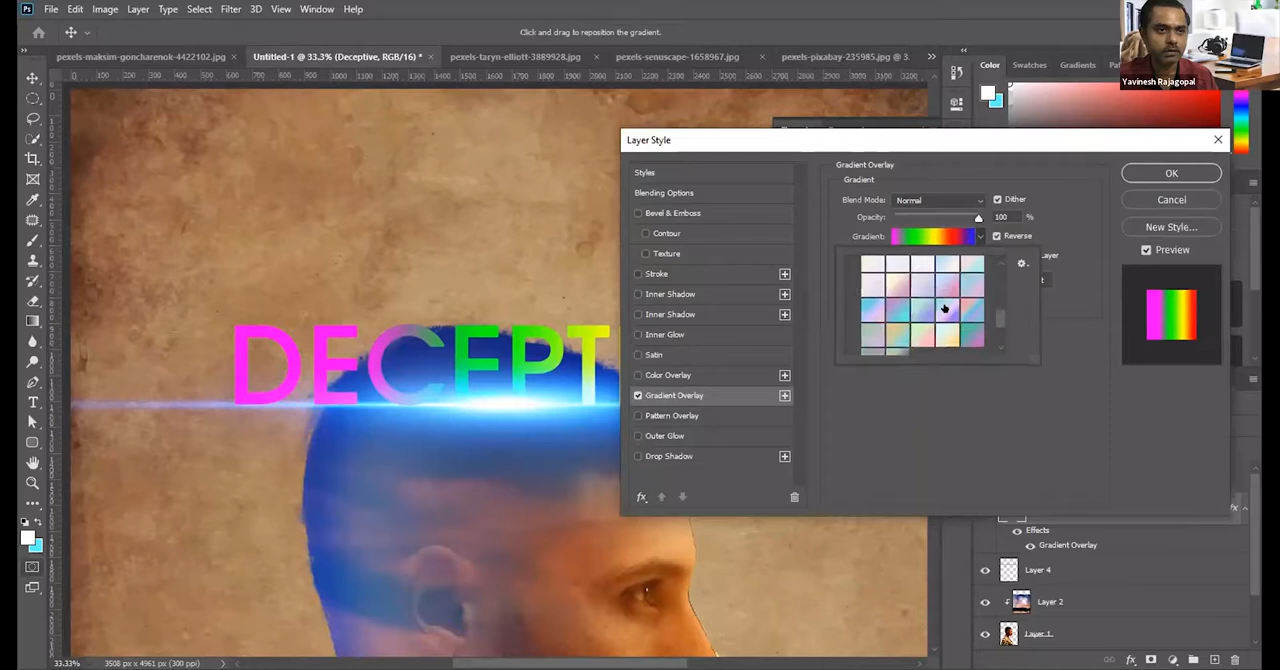 Ps File Edit Image Layer Type Select Filter 3D View Window Help
Click and drag to reposition the gradient.
pexels-maksim-goncharenok-4422102.jpg × Untitled-1 @ 33.3% (Deceptive, RGB/16) * × pexels-taryn-elliott-3889928.jpg × pexels-senuscape-1658967.jpg × pexels-pixabay-235985.jpg @ 3.
Color Swatches Gradients
Yavinesh Rajagopal
Layer Style
Styles
Blending Options
Bevel & Emboss
Contour
Texture
Stroke
Inner Shadow
Inner Shadow
Inner Glow
Satin
Color Overlay
Gradient Overlay
Pattern Overlay
Outer Glow
Drop Shadow
fx
Gradient Overlay
Gradient
Blend Mode: Normal Dither
Opacity: 100 %
Gradient: Reverse
Layer
OK
Cancel
New Style...
Preview
DECEPT
Effects
Gradient Overlay
Layer 4
Layer 2
Layer 1
33.33% 3508 px x 4961 px (300 ppi)